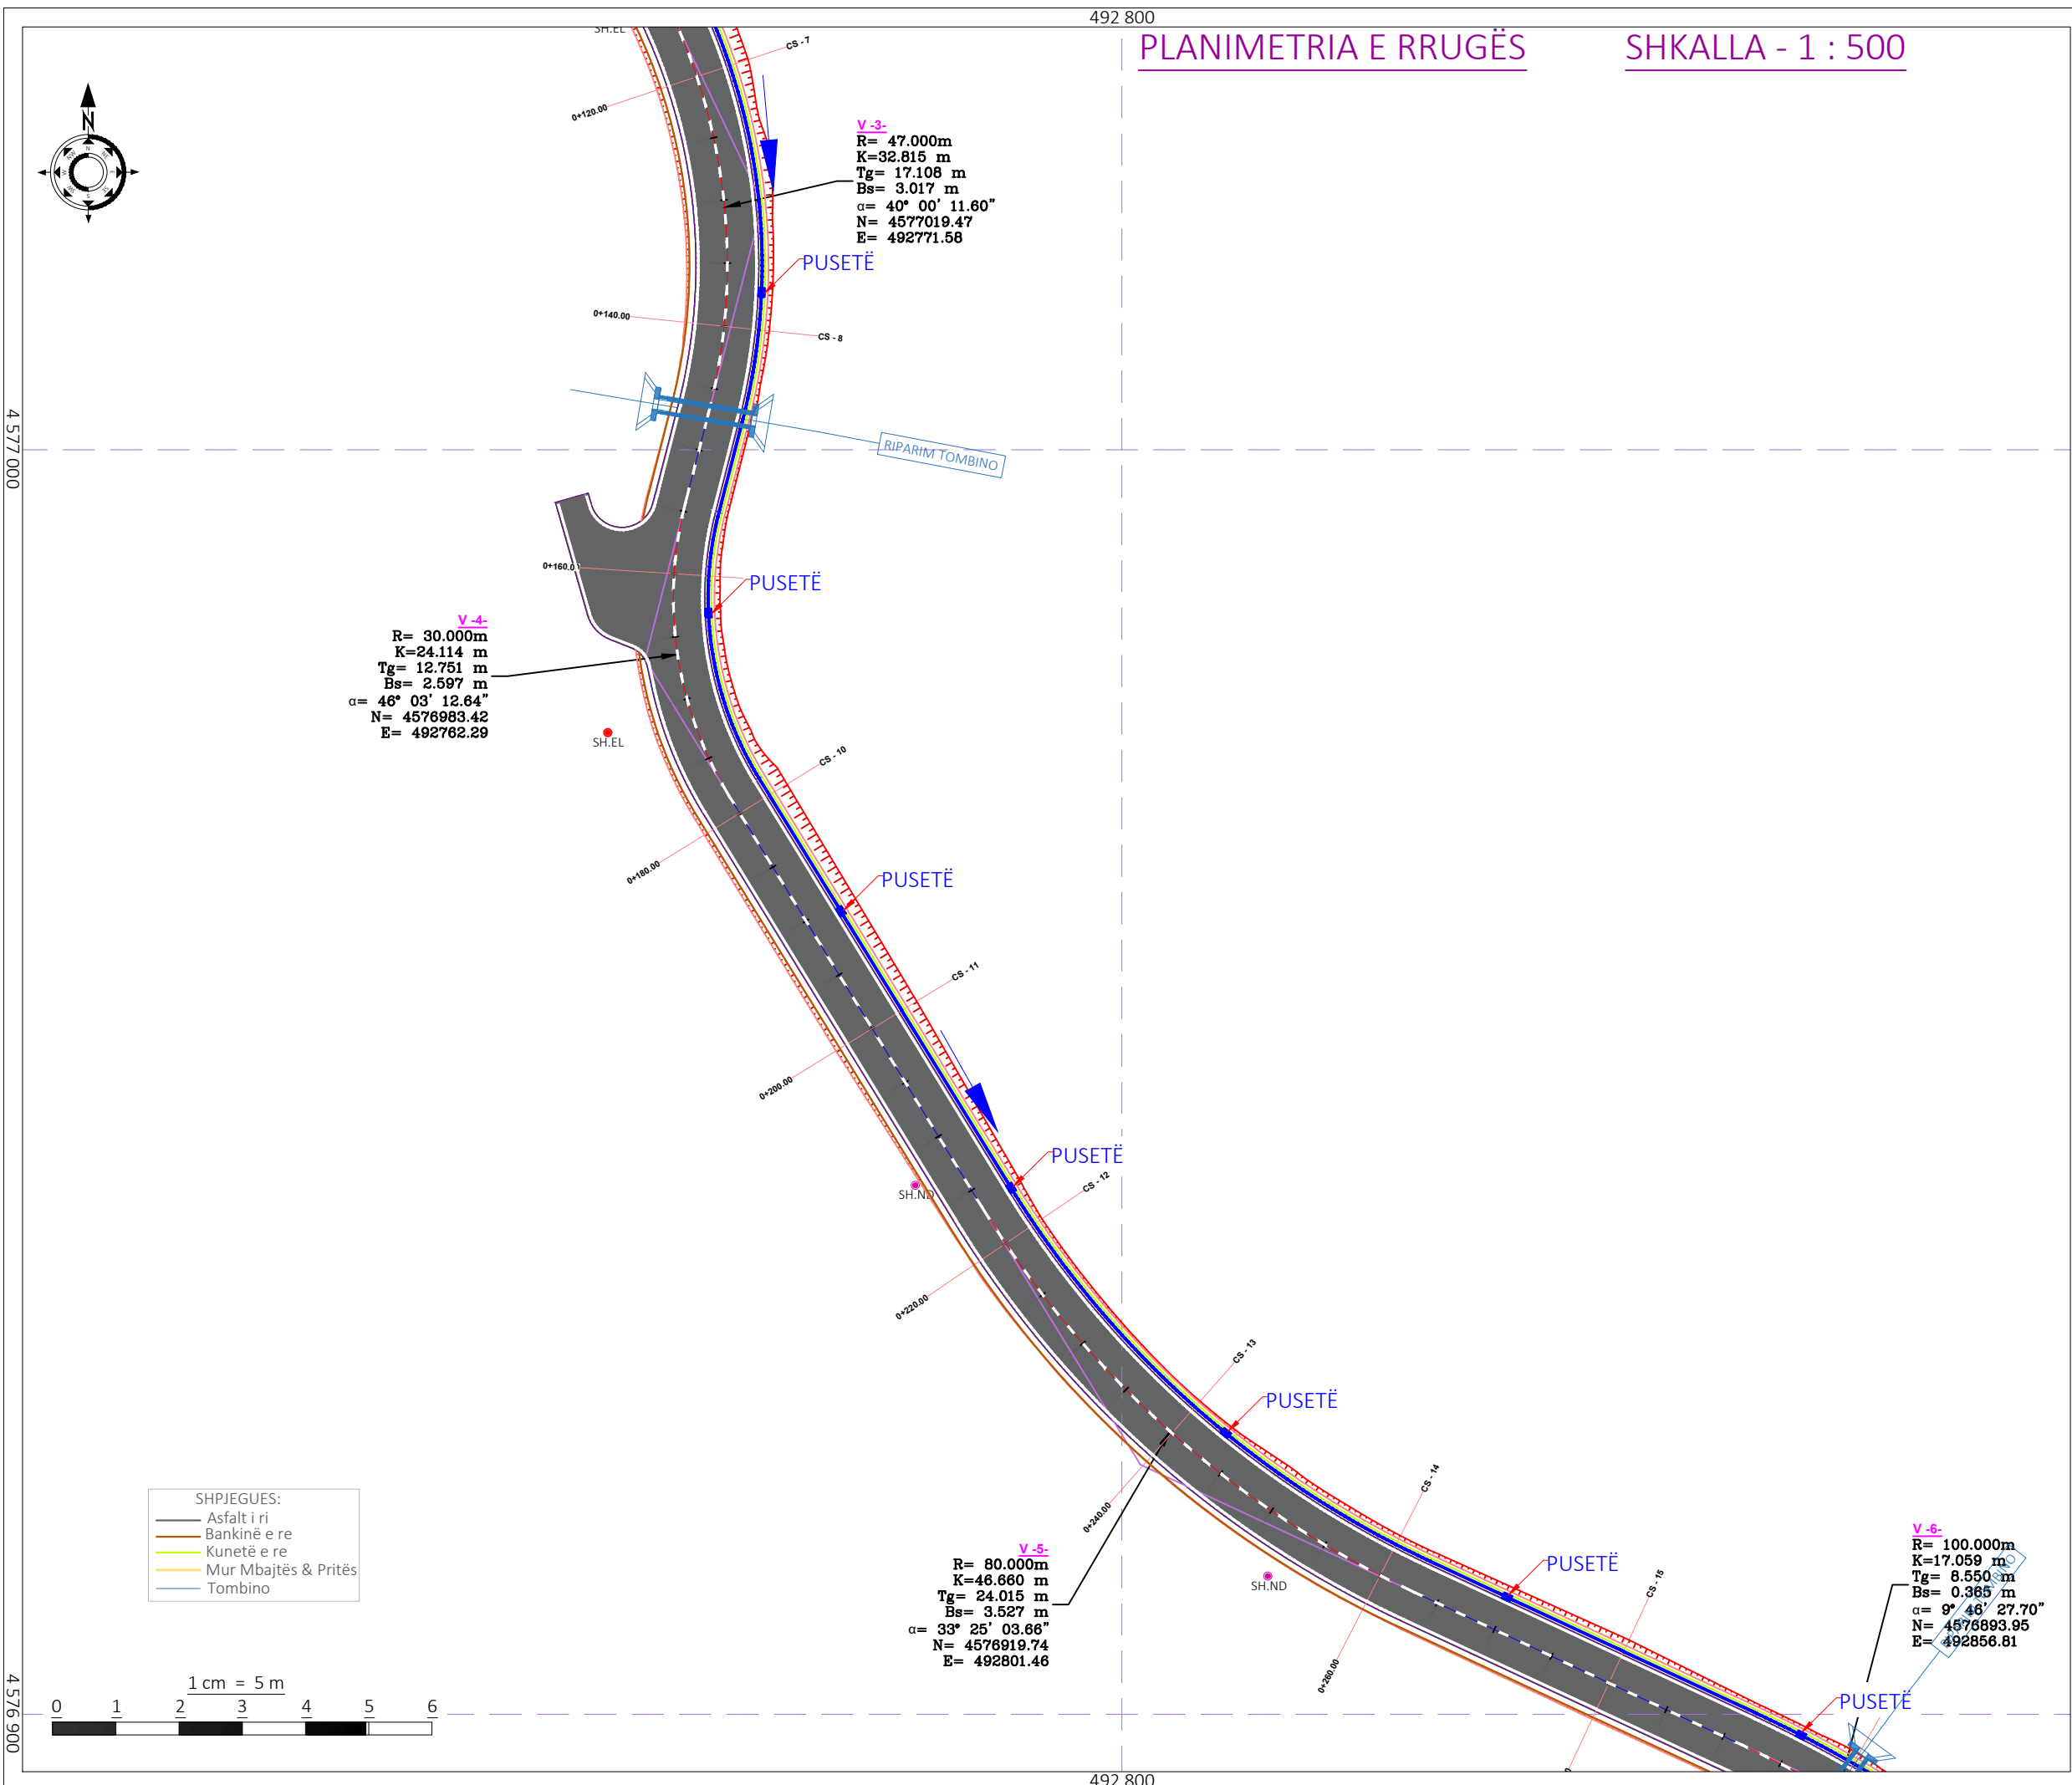 492 800
PLANIMETRIA E RRUGËS
SHKALLA - 1 : 500
SH.EL
CS - 7
0+120.00
N
V -3-
R= 47.000m
K=32.815 m
Tg= 17.108 m
Bs= 3.017 m
α= 40° 00' 11.60"
N= 4577019.47
E= 492771.58
PUSETË
0+140.00
CS - 8
RIPARIM TOMBINO
4 577 000
0+160.0
PUSETË
V -4-
R= 30.000m
K=24.114 m
Tg= 12.751 m
Bs= 2.597 m
α= 46° 03' 12.64"
N= 4576983.42
E= 492762.29
SH.EL
CS - 10
0+180.00
PUSETË
CS - 11
0+200.00
PUSETË
CS - 12
SH.ND
0+220.00
CS - 13
PUSETË
CS - 14
0+240.00
V -5-
R= 80.000m
K=46.660 m
Tg= 24.015 m
Bs= 3.527 m
α= 33° 25' 03.66"
N= 4576919.74
E= 492801.46
SH.ND
PUSETË
CS - 15
0+260.00
V -6-
R= 100.000m
K=17.059 m
Tg= 8.550 m
Bs= 0.365 m
α= 9° 46' 27.70"
N= 4576893.95
E= 492856.81
PUSETË
SHPJEGUES:
Asfalt i ri
Bankinë e re
Kunetë e re
Mur Mbajtës & Pritës
Tombino
1 cm = 5 m
0 1 2 3 4 5 6
4 576 900
492 800